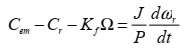 C_em − C_r − K_f Ω = J/P dω_r/dt